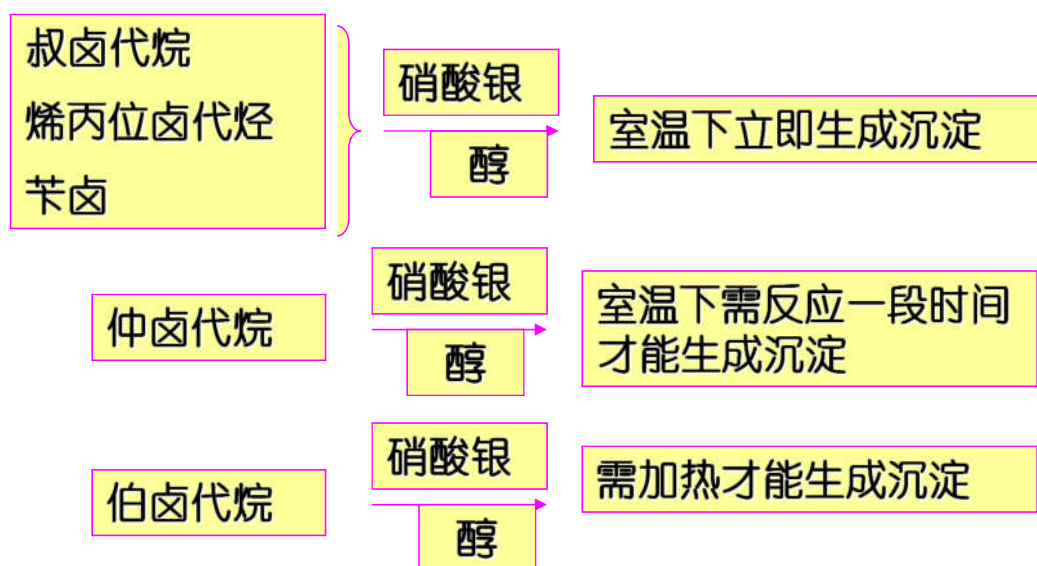 叔卤代烷
烯丙位卤代烃
苄卤
硝酸银
醇
室温下立即生成沉淀
仲卤代烷
硝酸银
醇
室温下需反应一段时间
才能生成沉淀
伯卤代烷
硝酸银
醇
需加热才能生成沉淀